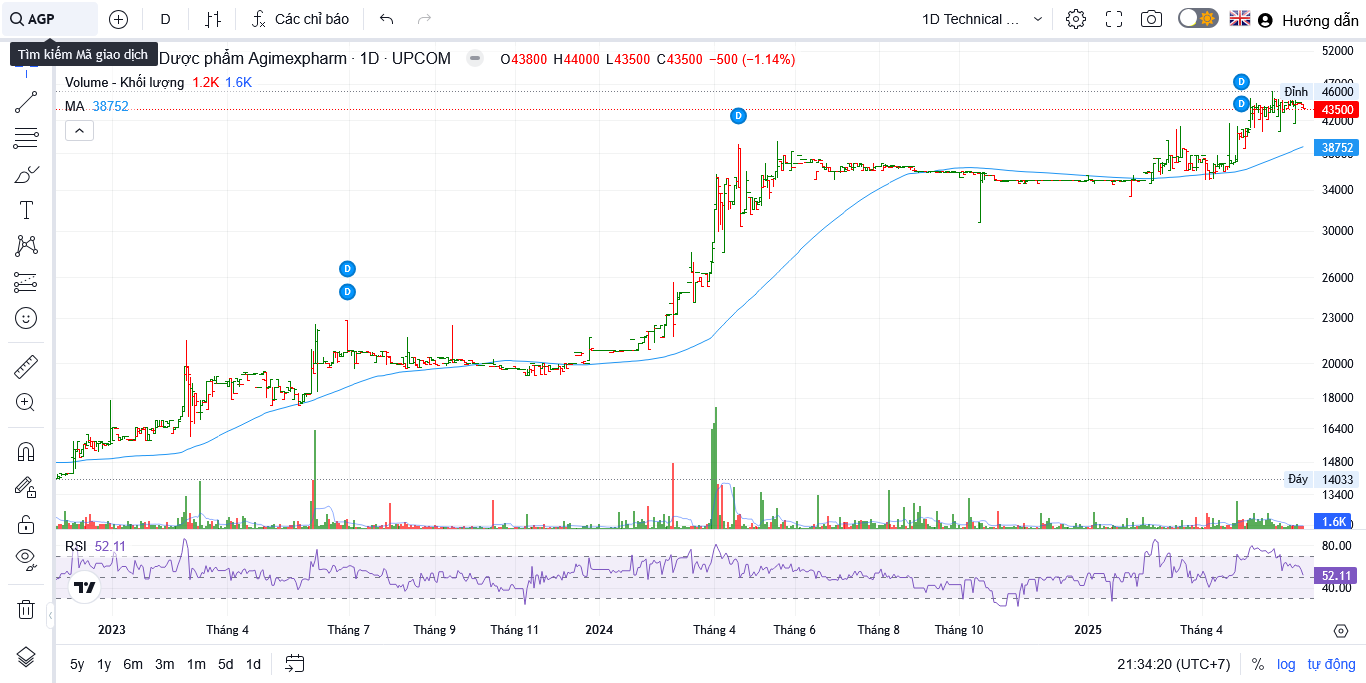 AGP
D
Các chỉ báo
1D Technical ...
Hướng dẫn
Tìm kiếm Mã giao dịch
Dược phẩm Agimexpharm · 1D · UPCOM
O43800 H44000 L43500 C43500 −500 (−1.14%)
Volume - Khối lượng 1.2K 1.6K
MA 38752
D
D
D
D
D
52000
47000
Đỉnh 46000
43500
42000
38752
38000
34000
30000
26000
23000
20000
18000
16400
14800
Đáy 14033
13400
1.6K
RSI 52.11
80.00
52.11
40.00
2023 Tháng 4 Tháng 7 Tháng 9 Tháng 11 2024 Tháng 4 Tháng 6 Tháng 8 Tháng 10 2025 Tháng 4
5y 1y 6m 3m 1m 5d 1d
21:34:20 (UTC+7) % log tự động